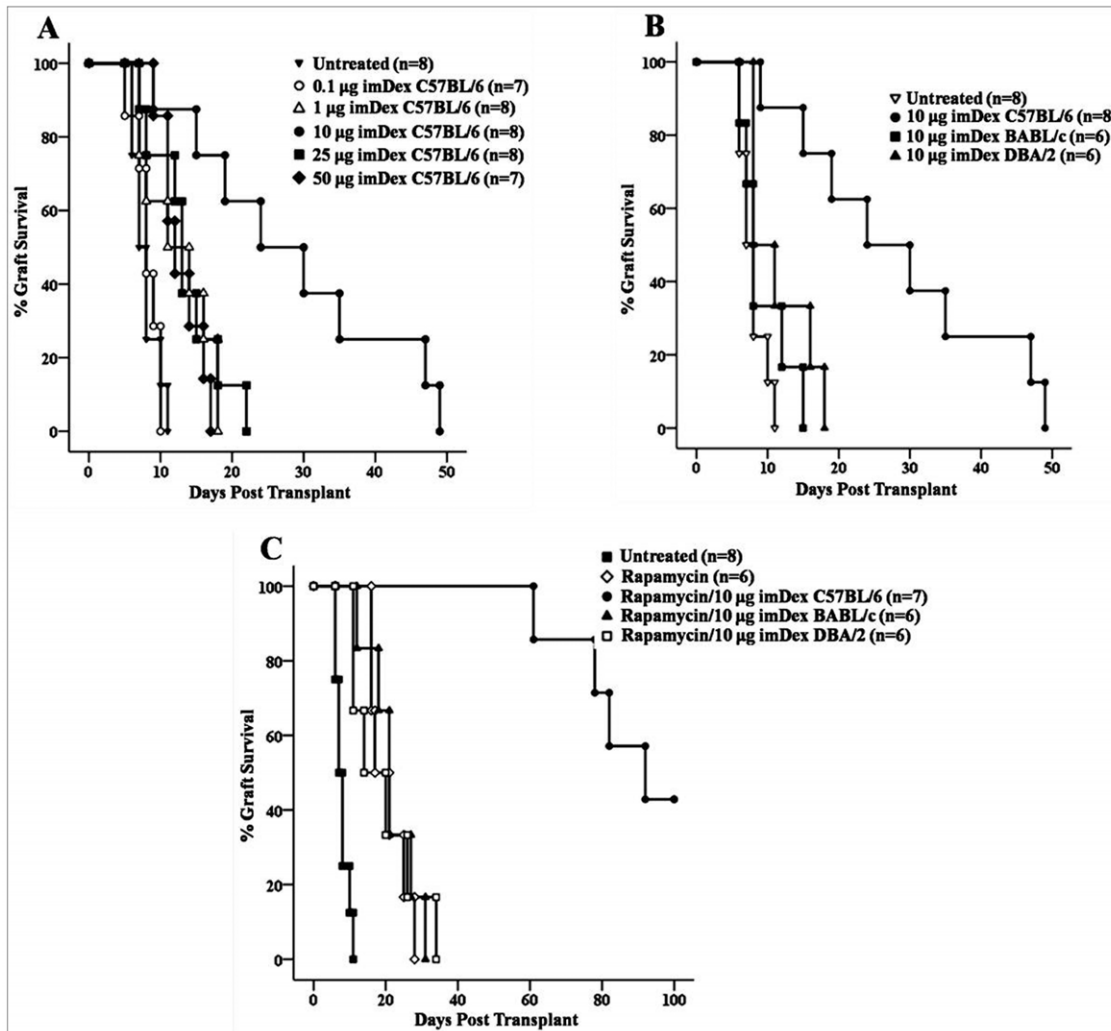 A
Untreated (n=8)
0.1 µg imDex C57BL/6 (n=7)
1 µg imDex C57BL/6 (n=8)
10 µg imDex C57BL/6 (n=8)
25 µg imDex C57BL/6 (n=8)
50 µg imDex C57BL/6 (n=7)
% Graft Survival
100
80
60
40
20
0
0 10 20 30 40 50
Days Post Transplant
B
Untreated (n=8)
10 µg imDex C57BL/6 (n=8
10 µg imDex BABL/c (n=6)
10 µg imDex DBA/2 (n=6)
% Graft Survival
100
80
60
40
20
0
0 10 20 30 40 50
Days Post Transplant
C
Untreated (n=8)
Rapamycin (n=6)
Rapamycin/10 µg imDex C57BL/6 (n=7)
Rapamycin/10 µg imDex BABL/c (n=6)
Rapamycin/10 µg imDex DBA/2 (n=6)
% Graft Survival
100
80
60
40
20
0
0 20 40 60 80 100
Days Post Transplant